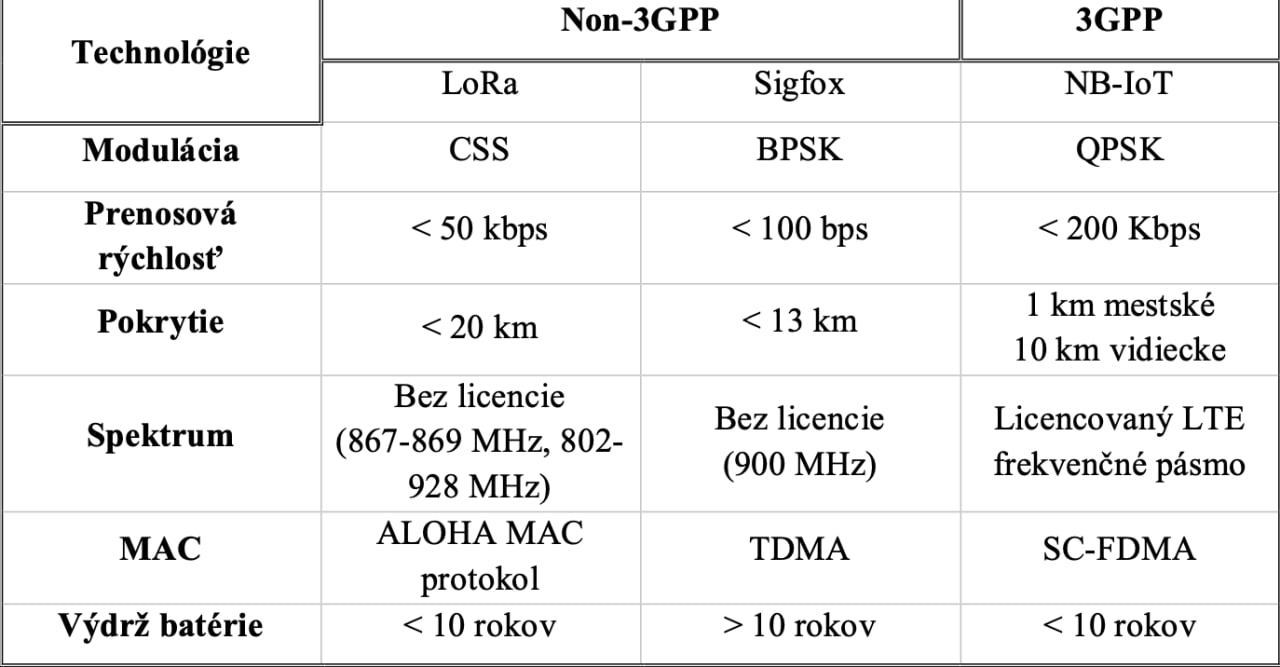 Technológie
Non-3GPP
3GPP
LoRa
Sigfox
NB-IoT
Modulácia
CSS
BPSK
QPSK
Prenosová
rýchlosť
< 50 kbps
< 100 bps
< 200 Kbps
Pokrytie
< 20 km
< 13 km
1 km mestské
10 km vidiecke
Spektrum
Bez licencie
(867-869 MHz, 802-
928 MHz)
Bez licencie
(900 MHz)
Licencovaný LTE
frekvenčné pásmo
MAC
ALOHA MAC
protokol
TDMA
SC-FDMA
Výdrž batérie
< 10 rokov
> 10 rokov
< 10 rokov